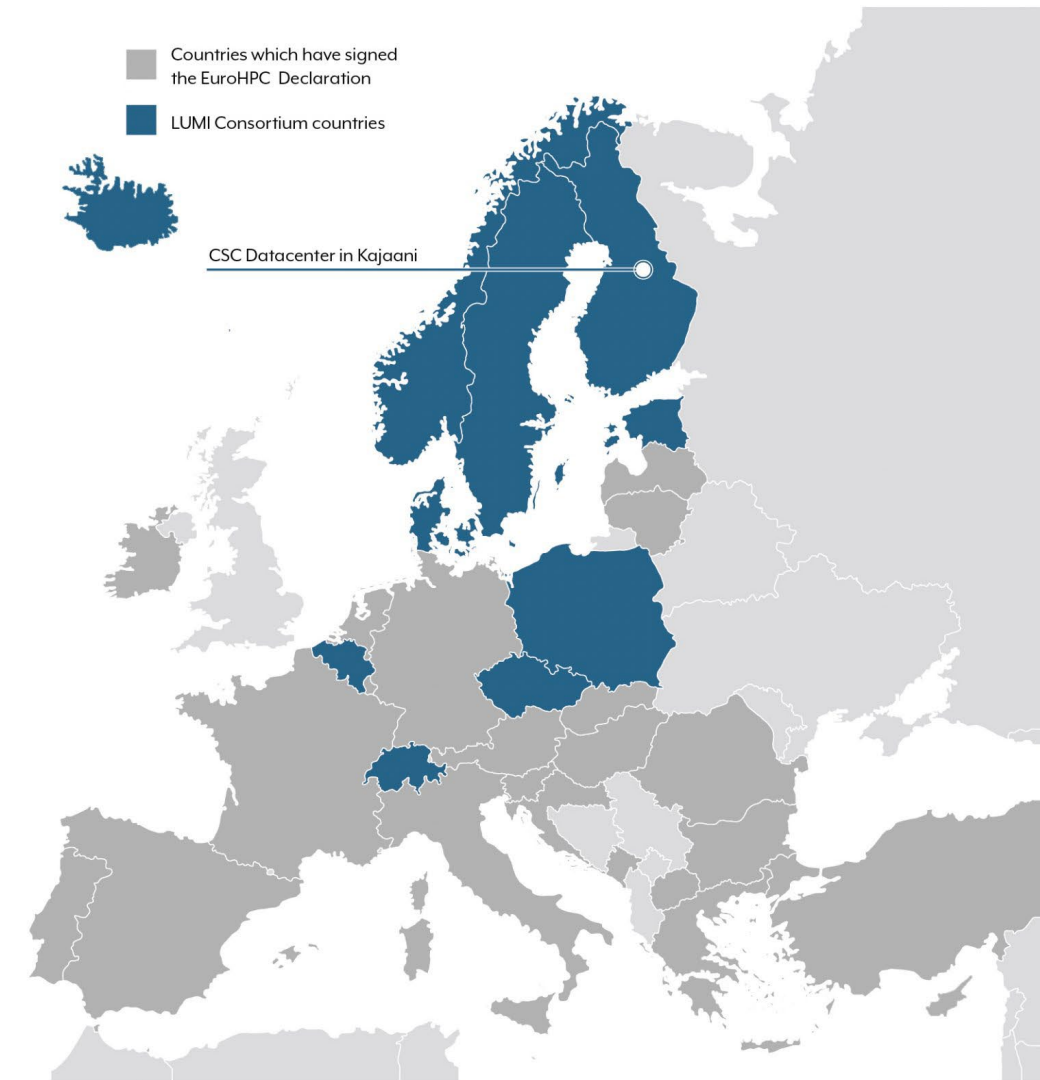 Countries which have signed
the EuroHPC Declaration
LUMI Consortium countries
CSC Datacenter in Kajaani